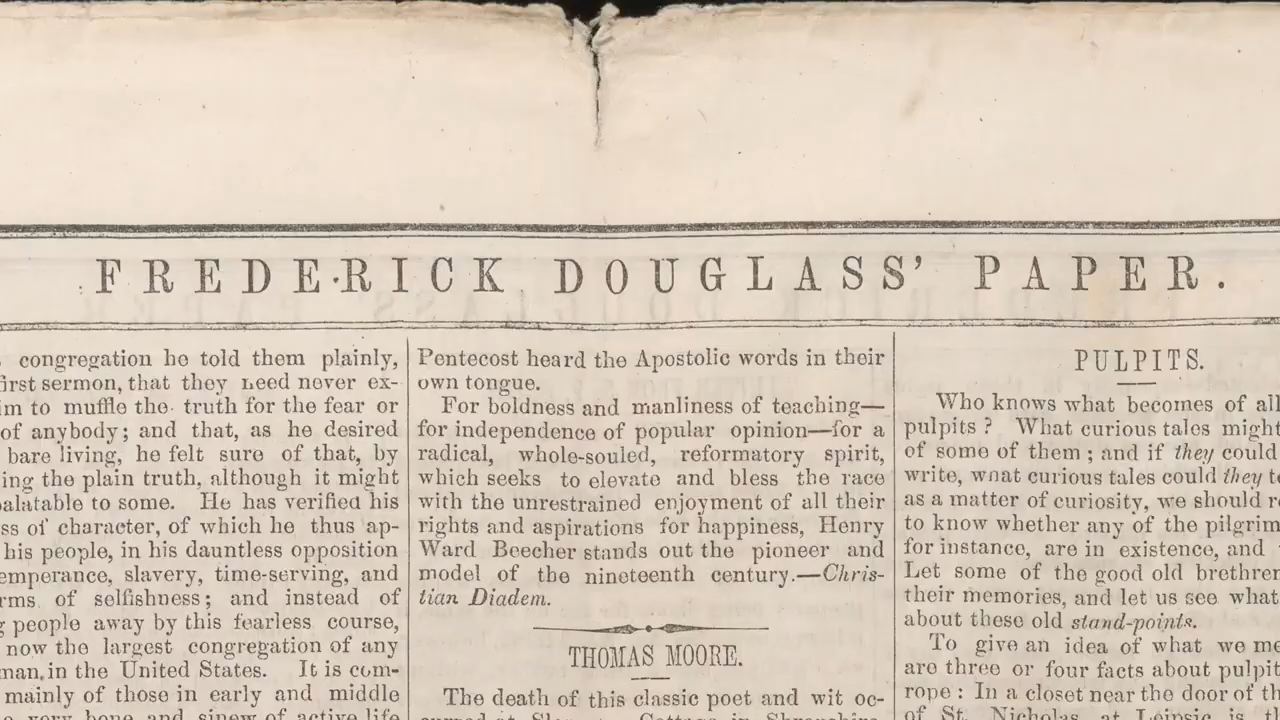 FREDERICK DOUGLASS' PAPER.
congregation he told them plainly,
first sermon, that they need never ex-
im to muffle the truth for the fear or
of anybody; and that, as he desired
bare living, he felt sure of that, by
ing the plain truth, although it might
palatable to some. He has verified his
ss of character, of which he thus ap-
his people, in his dauntless opposition
emperance, slavery, time-serving, and
rms of selfishness; and instead of
g people away by this fearless course,
now the largest congregation of any
man, in the United States. It is com-
mainly of those in early and middle
very bone and sinew of active life
Pentecost heard the Apostolic words in their
own tongue.
For boldness and manliness of teaching—
for independence of popular opinion—for a
radical, whole-souled, reformatory spirit,
which seeks to elevate and bless the race
with the unrestrained enjoyment of all their
rights and aspirations for happiness, Henry
Ward Beecher stands out the pioneer and
model of the nineteenth century.—Chris-
tian Diadem.
THOMAS MOORE.
The death of this classic poet and wit oc-
Cottage in
PULPITS.
Who knows what becomes of all
pulpits ? What curious tales might
of some of them ; and if they could
write, wnat curious tales could they t
as a matter of curiosity, we should r
to know whether any of the pilgrim
for instance, are in existence, and
Let some of the good old brethren
their memories, and let us see what
about these old stand-points.
To give an idea of what we me
are three or four facts about pulpit
rope : In a closet near the door of th
of St. Nicholas, at Leipsic is th